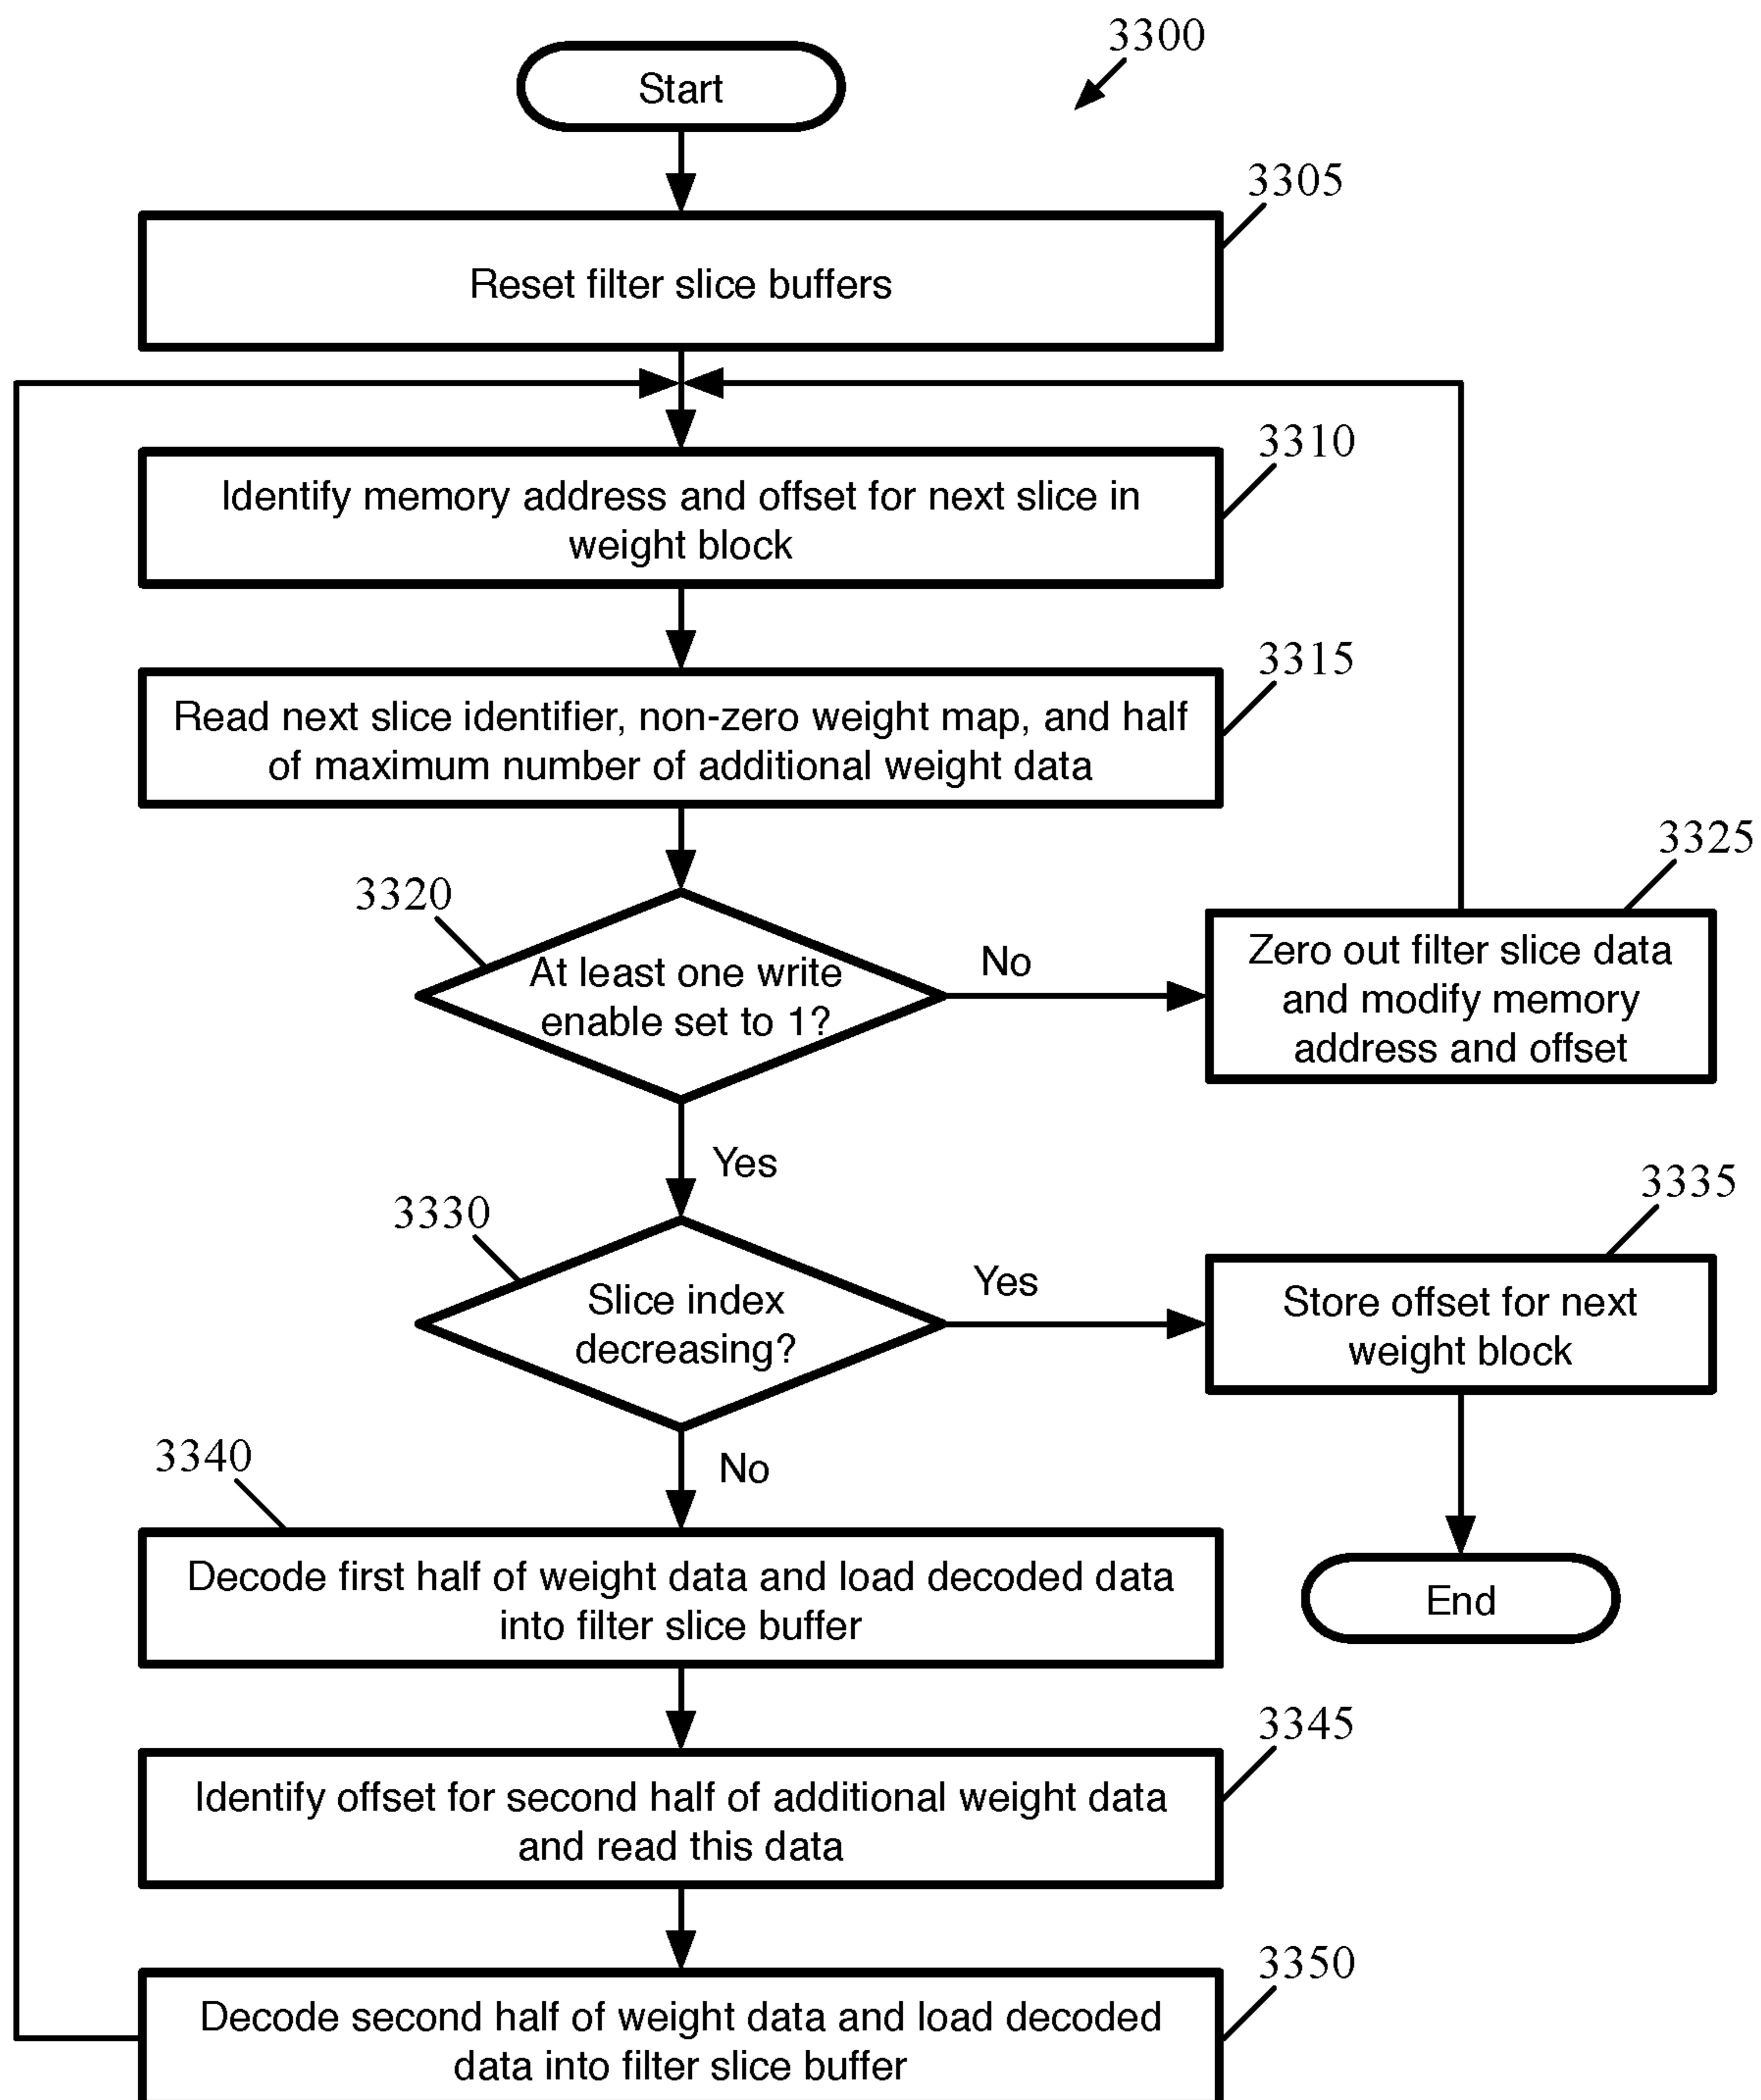 3300
Start
3305
Reset filter slice buffers
3310
Identify memory address and offset for next slice in
weight block
3315
Read next slice identifier, non-zero weight map, and half
of maximum number of additional weight data
3320
At least one write
enable set to 1?
No
3325
Zero out filter slice data
and modify memory
address and offset
Yes
3330
Slice index
decreasing?
Yes
3335
Store offset for next
weight block
No
End
3340
Decode first half of weight data and load decoded data
into filter slice buffer
3345
Identify offset for second half of additional weight data
and read this data
3350
Decode second half of weight data and load decoded
data into filter slice buffer